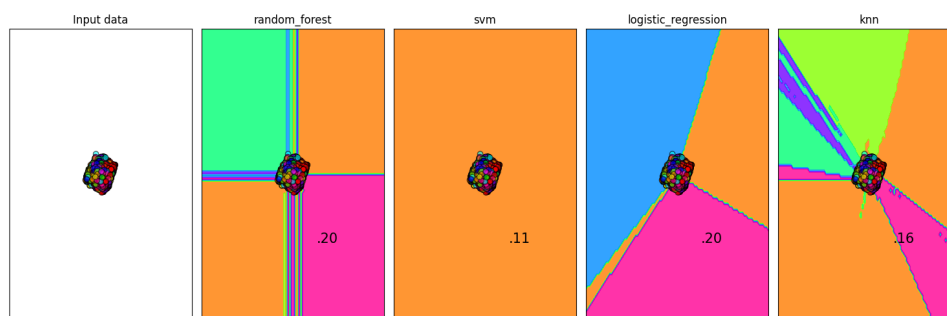 Input data
random_forest
svm
logistic_regression
knn
.20
.11
.20
.16